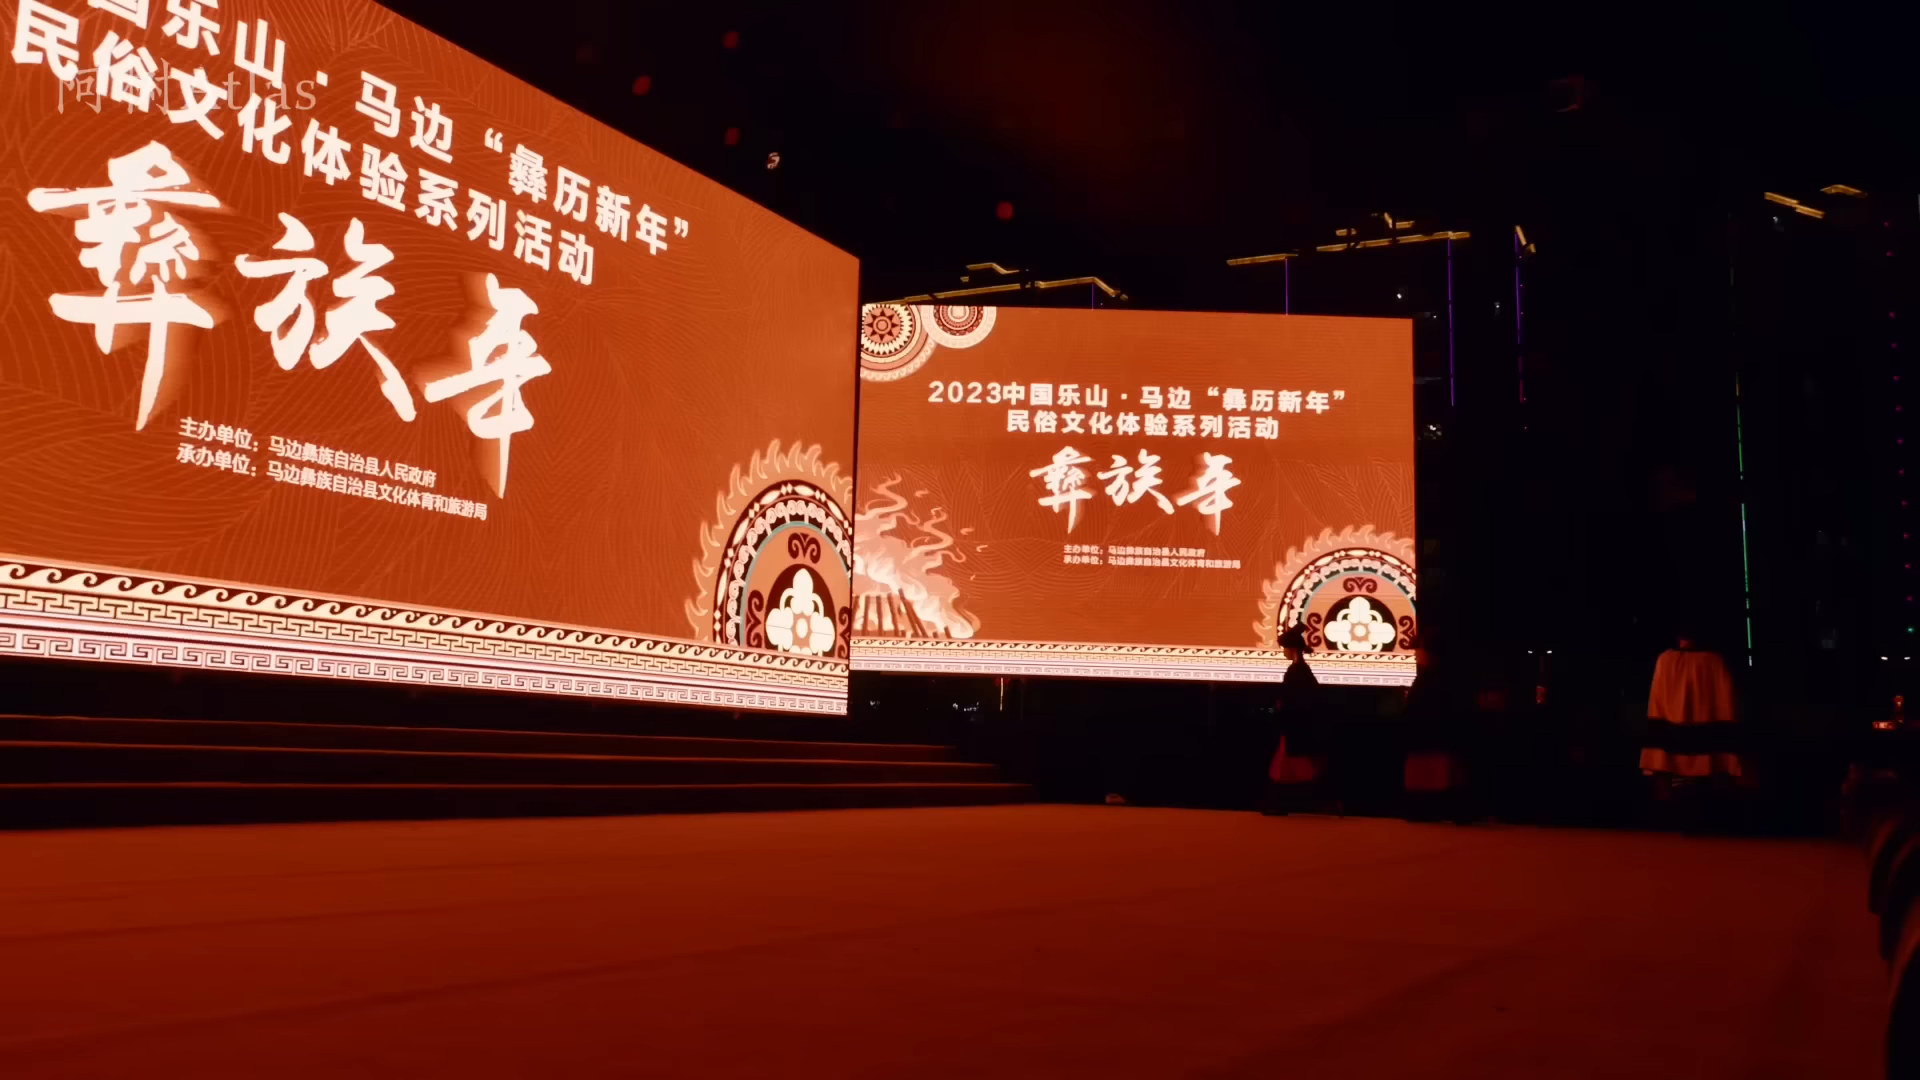 国乐山·马边“彝历新年”
民俗文化体验系列活动
彝族年
主办单位：马边彝族自治县人民政府
承办单位：马边彝族自治县文化体育和旅游局
2023中国乐山·马边“彝历新年”
民俗文化体验系列活动
彝族年
主办单位：马边彝族自治县人民政府
承办单位：马边彝族自治县文化体育和旅游局